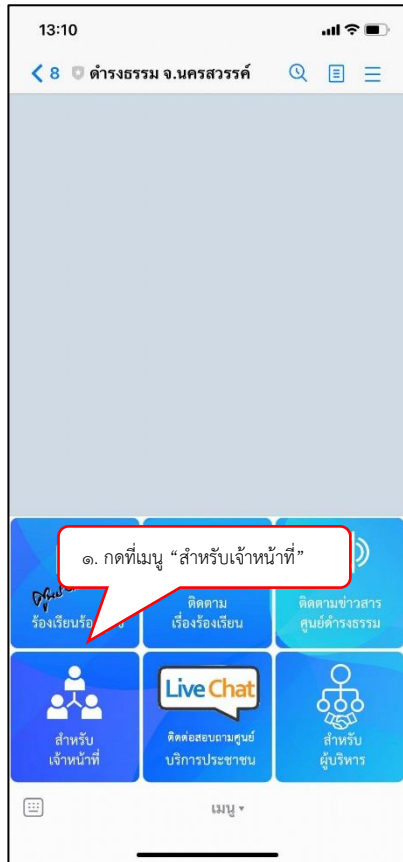 13:10
8 ดำรงธรรม จ.นครสวรรค์
๑. กดที่เมนู “สำหรับเจ้าหน้าที่”
ร้องเรียนร้อ
ติดตาม
เรื่องร้องเรียน
ติดตามข่าวสาร
ศูนย์ดำรงธรรม
สำหรับ
เจ้าหน้าที่
Live Chat
ติดต่อสอบถามศูนย์
บริการประชาชน
สำหรับ
ผู้บริหาร
เมนู